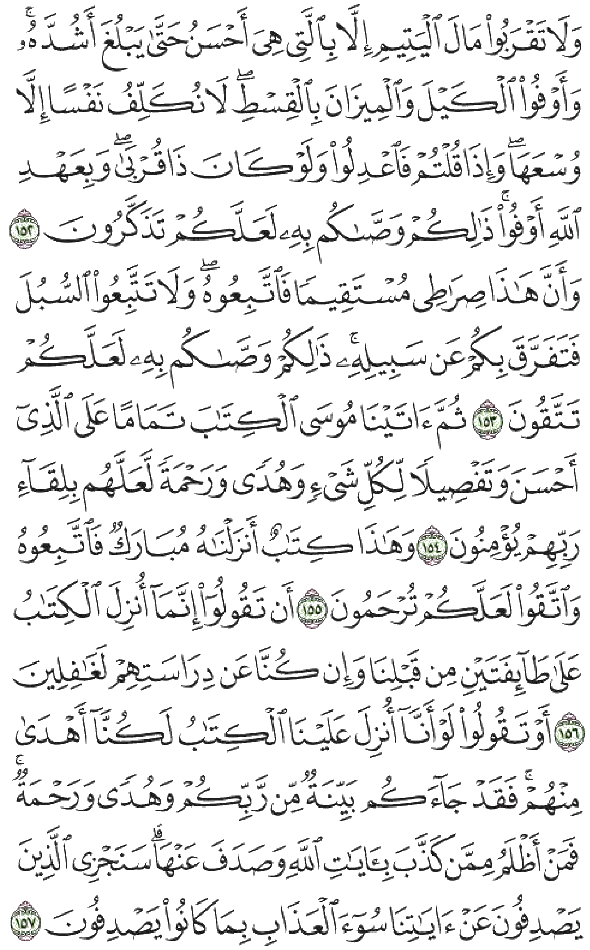 وَلَا تَقۡرَبُواْ مَالَ ٱلۡيَتِيمِ إِلَّا بِٱلَّتِي هِيَ أَحۡسَنُ حَتَّىٰ يَبۡلُغَ أَشُدَّهُۥۚ
وَأَوۡفُواْ ٱلۡكَيۡلَ وَٱلۡمِيزَانَ بِٱلۡقِسۡطِۖ لَا نُكَلِّفُ نَفۡسًا إِلَّا
وُسۡعَهَاۖ وَإِذَا قُلۡتُمۡ فَٱعۡدِلُواْ وَلَوۡ كَانَ ذَا قُرۡبَىٰۖ وَبِعَهۡدِ
ٱللَّهِ أَوۡفُواْۚ ذَٰلِكُمۡ وَصَّىٰكُم بِهِۦ لَعَلَّكُمۡ تَذَكَّرُونَ ١٥٢
وَأَنَّ هَٰذَا صِرَٰطِي مُسۡتَقِيمٗا فَٱتَّبِعُوهُۖ وَلَا تَتَّبِعُواْ ٱلسُّبُلَ
فَتَفَرَّقَ بِكُمۡ عَن سَبِيلِهِۦۚ ذَٰلِكُمۡ وَصَّىٰكُم بِهِۦ لَعَلَّكُمۡ
تَتَّقُونَ ١٥٣ ثُمَّ ءَاتَيۡنَا مُوسَى ٱلۡكِتَٰبَ تَمَامًا عَلَى ٱلَّذِيٓ
أَحۡسَنَ وَتَفۡصِيلٗا لِّكُلِّ شَيۡءٖ وَهُدٗى وَرَحۡمَةٗ لَّعَلَّهُم بِلِقَآءِ
رَبِّهِمۡ يُؤۡمِنُونَ ١٥٤ وَهَٰذَا كِتَٰبٌ أَنزَلۡنَٰهُ مُبَارَكٞ فَٱتَّبِعُوهُ
وَٱتَّقُواْ لَعَلَّكُمۡ تُرۡحَمُونَ ١٥٥ أَن تَقُولُوٓاْ إِنَّمَآ أُنزِلَ ٱلۡكِتَٰبُ
عَلَىٰ طَآئِفَتَيۡنِ مِن قَبۡلِنَا وَإِن كُنَّا عَن دِرَاسَتِهِمۡ لَغَٰفِلِينَ
١٥٦ أَوۡ تَقُولُواْ لَوۡ أَنَّآ أُنزِلَ عَلَيۡنَا ٱلۡكِتَٰبُ لَكُنَّآ أَهۡدَىٰ
مِنۡهُمۡۚ فَقَدۡ جَآءَكُم بَيِّنَةٞ مِّن رَّبِّكُمۡ وَهُدٗى وَرَحۡمَةٞۚ
فَمَنۡ أَظۡلَمُ مِمَّن كَذَّبَ بِـَٔايَٰتِ ٱللَّهِ وَصَدَفَ عَنۡهَاۗ سَنَجۡزِي ٱلَّذِينَ
يَصۡدِفُونَ عَنۡ ءَايَٰتِنَا سُوٓءَ ٱلۡعَذَابِ بِمَا كَانُواْ يَصۡدِفُونَ ١٥٧